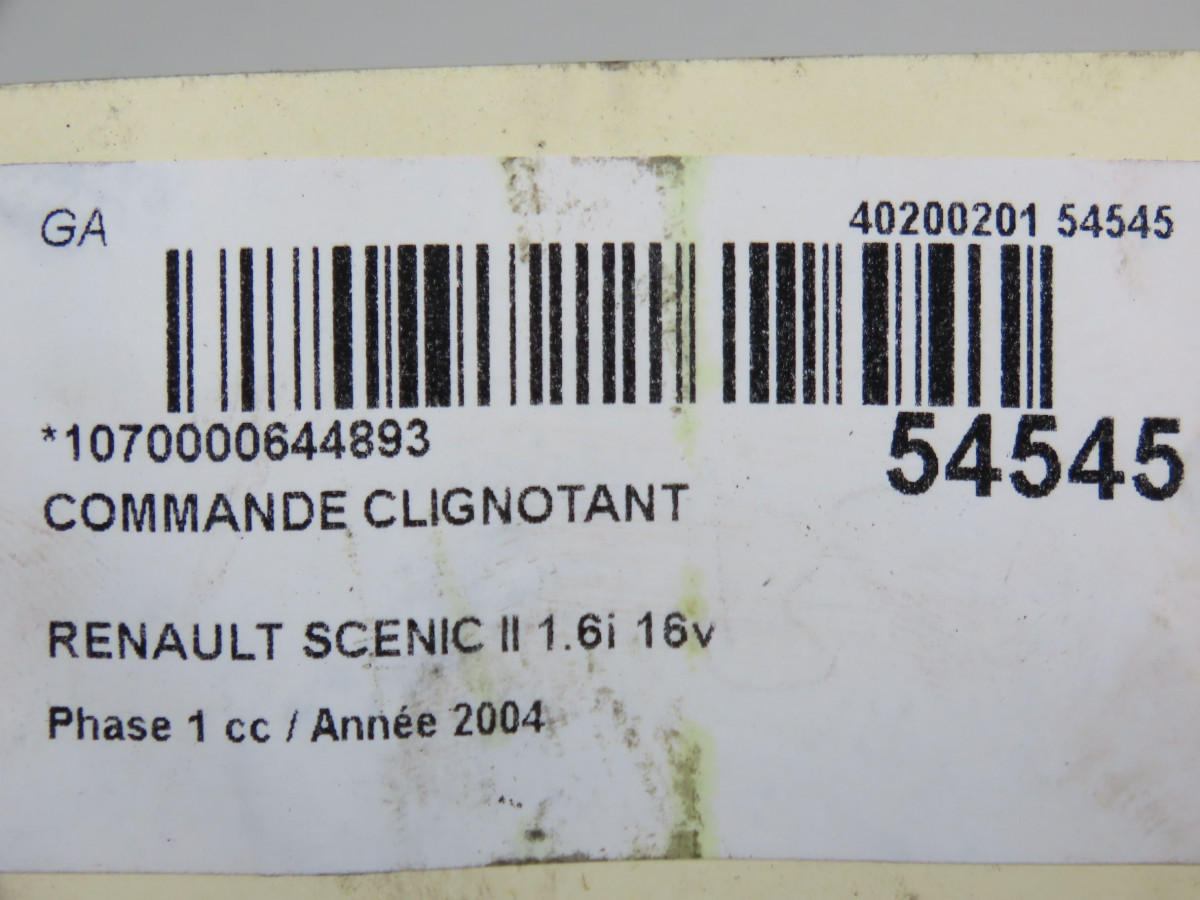 GA
40200201 54545
*1070000644893
54545
COMMANDE CLIGNOTANT
RENAULT SCENIC II 1.6i 16v
Phase 1 cc / Année 2004